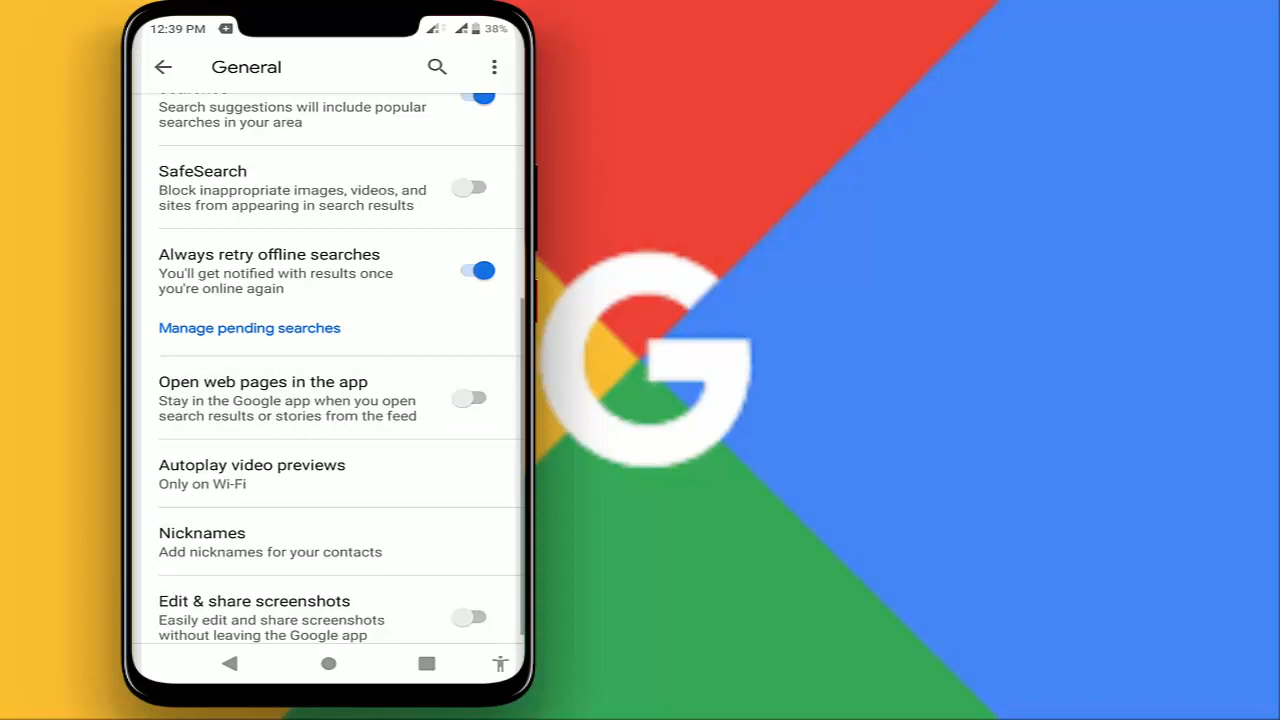 12:39 PM
38%
General
Search suggestions will include popular
searches in your area
SafeSearch
Block inappropriate images, videos, and
sites from appearing in search results
Always retry offline searches
You'll get notified with results once
you're online again
Manage pending searches
Open web pages in the app
Stay in the Google app when you open
search results or stories from the feed
Autoplay video previews
Only on Wi-Fi
Nicknames
Add nicknames for your contacts
Edit & share screenshots
Easily edit and share screenshots
without leaving the Google app